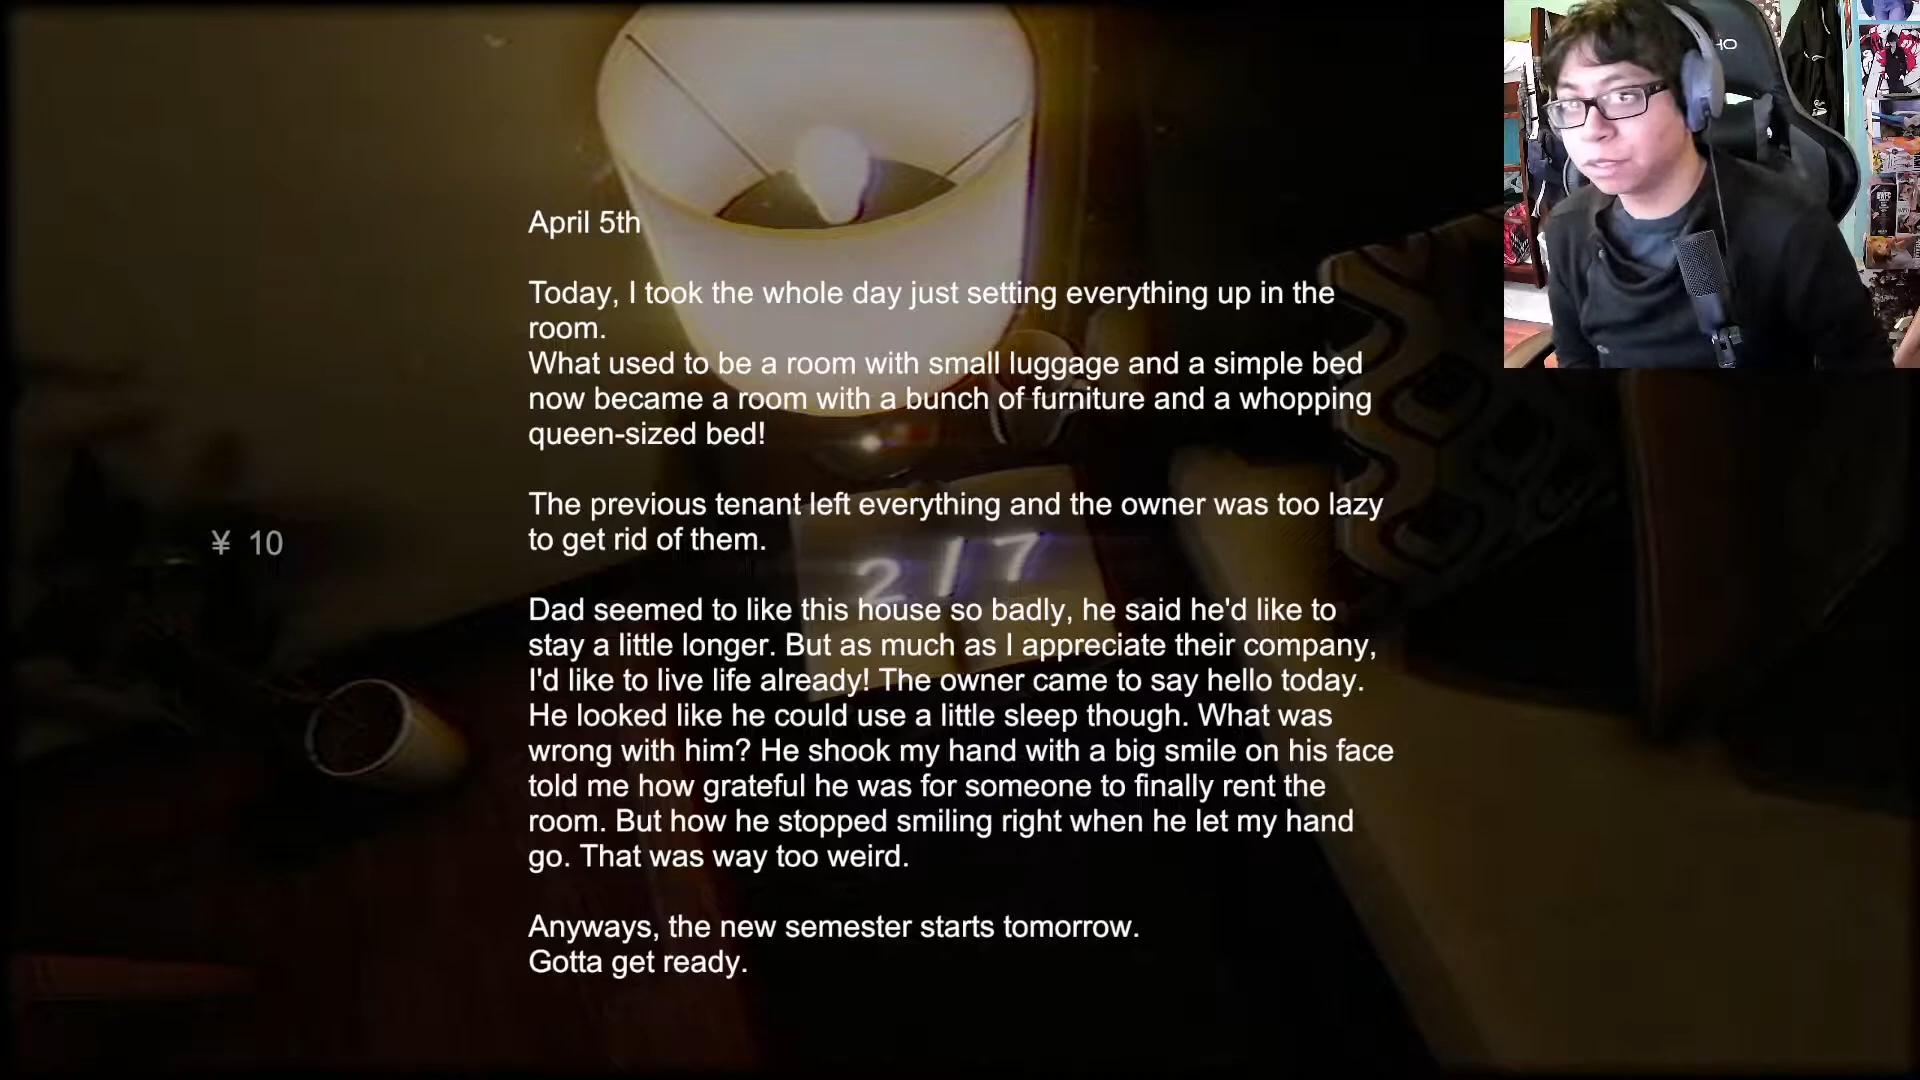 April 5th
Today, I took the whole day just setting everything up in the
room.
What used to be a room with small luggage and a simple bed
now became a room with a bunch of furniture and a whopping
queen-sized bed!
The previous tenant left everything and the owner was too lazy
to get rid of them.
¥ 10
2/7
Dad seemed to like this house so badly, he said he'd like to
stay a little longer. But as much as I appreciate their company,
I'd like to live life already! The owner came to say hello today.
He looked like he could use a little sleep though. What was
wrong with him? He shook my hand with a big smile on his face
told me how grateful he was for someone to finally rent the
room. But how he stopped smiling right when he let my hand
go. That was way too weird.
Anyways, the new semester starts tomorrow.
Gotta get ready.